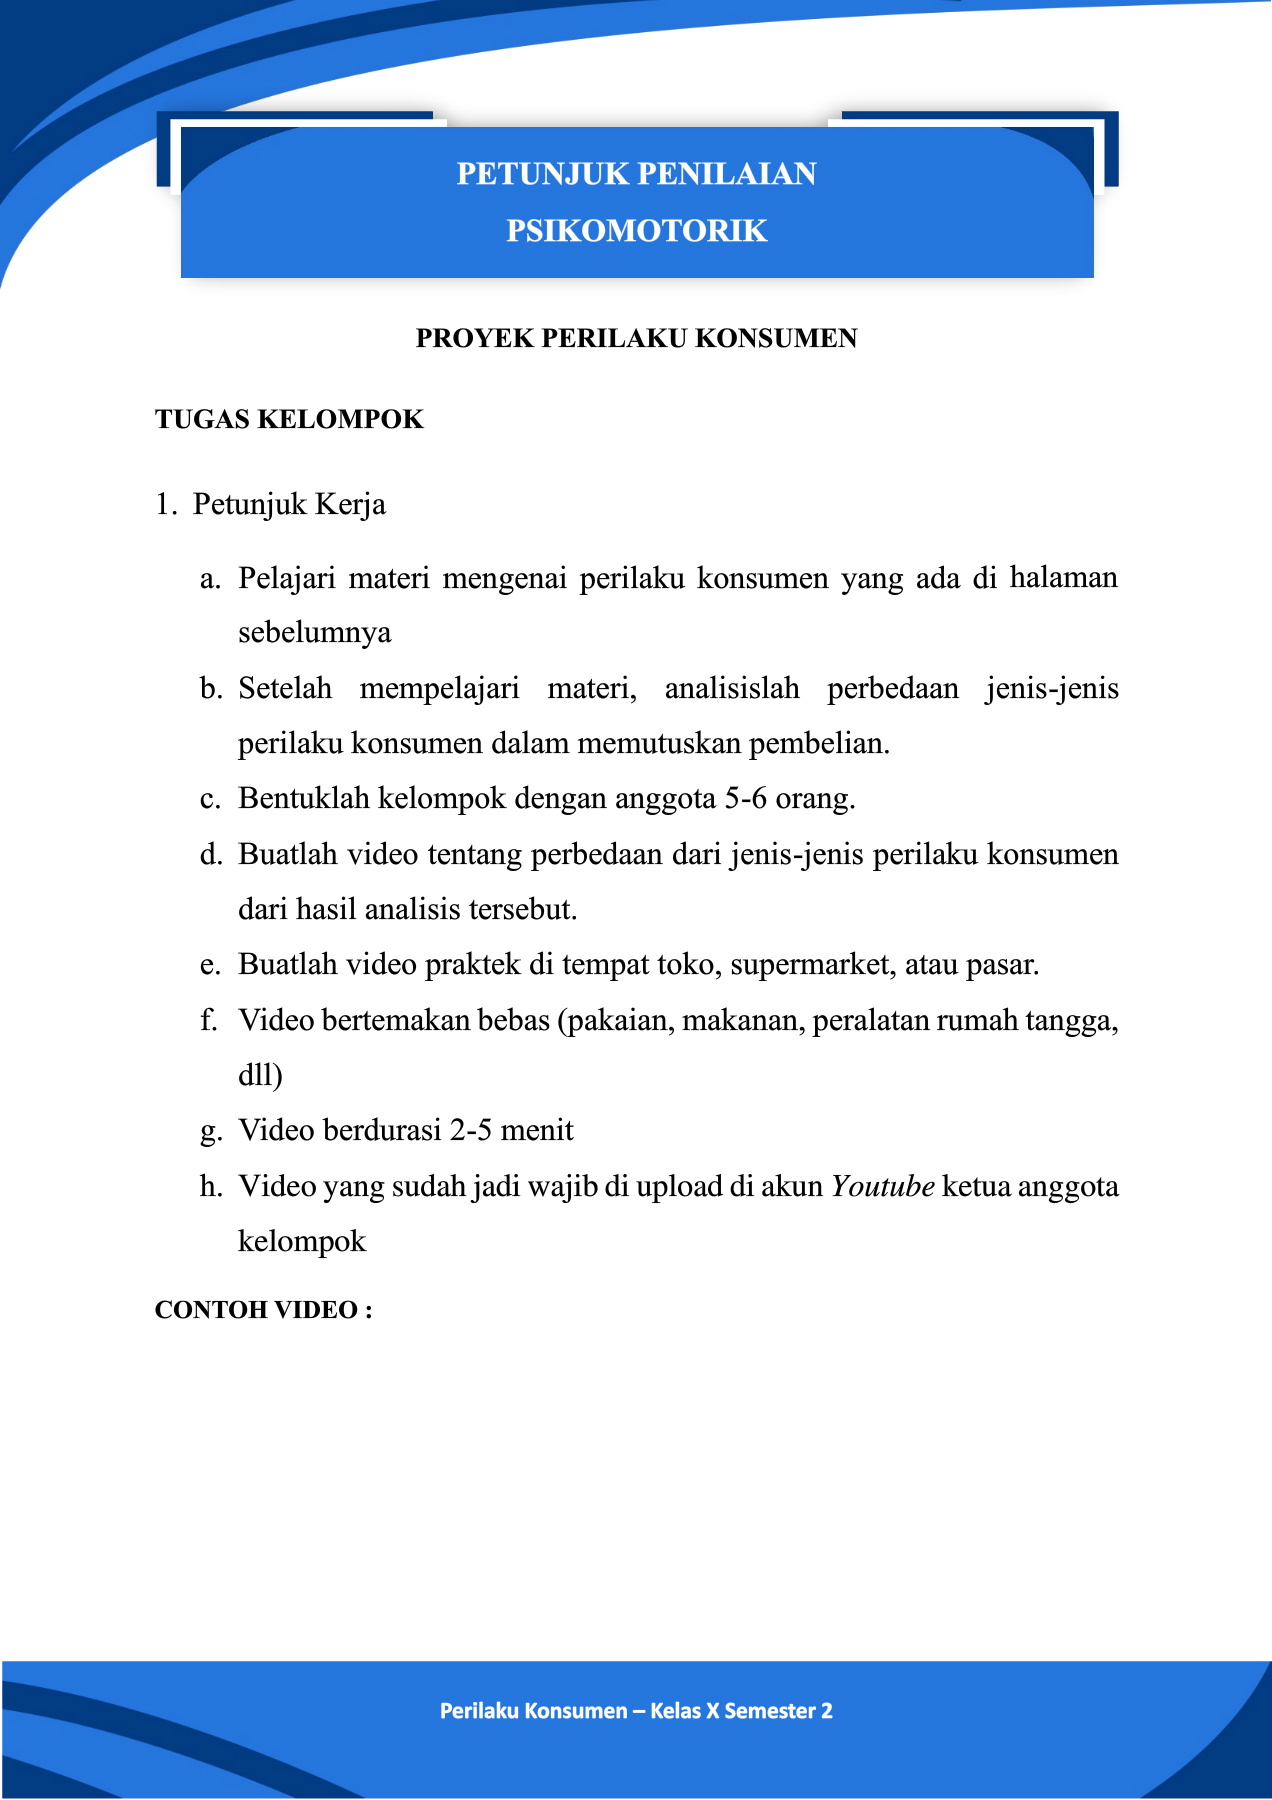 PETUNJUK PENILAIAN
PSIKOMOTORIK
PROYEK PERILAKU KONSUMEN
TUGAS KELOMPOK
1. Petunjuk Kerja
a. Pelajari materi mengenai perilaku konsumen yang ada di halaman
sebelumnya
b. Setelah mempelajari materi, analisislah perbedaan jenis-jenis
perilaku konsumen dalam memutuskan pembelian.
c. Bentuklah kelompok dengan anggota 5-6 orang.
d. Buatlah video tentang perbedaan dari jenis-jenis perilaku konsumen
dari hasil analisis tersebut.
e. Buatlah video praktek di tempat toko, supermarket, atau pasar.
f. Video bertemakan bebas (pakaian, makanan, peralatan rumah tangga,
dll)
g. Video berdurasi 2-5 menit
h. Video yang sudah jadi wajib di upload di akun Youtube ketua anggota
kelompok
CONTOH VIDEO :
Perilaku Konsumen – Kelas X Semester 2